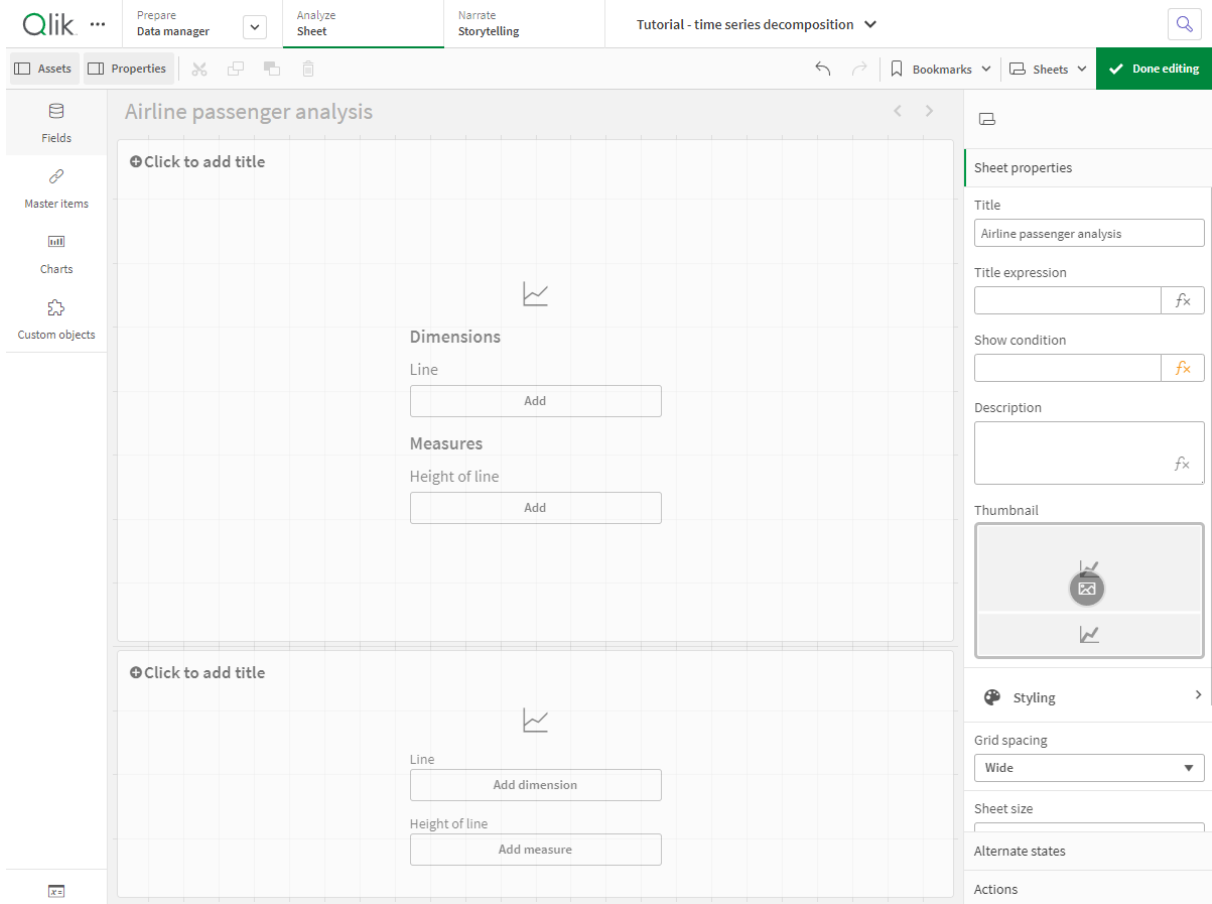 Qlik
Prepare
Data manager
Analyze
Sheet
Narrate
Storytelling
Tutorial - time series decomposition
Assets
Properties
Bookmarks
Sheets
Done editing
Fields
Master items
Charts
Custom objects
Airline passenger analysis
Click to add title
Dimensions
Line
Add
Measures
Height of line
Add
Click to add title
Line
Add dimension
Height of line
Add measure
Sheet properties
Title
Airline passenger analysis
Title expression
fx
Show condition
fx
Description
fx
Thumbnail
Styling
Grid spacing
Wide
Sheet size
Alternate states
Actions
x=